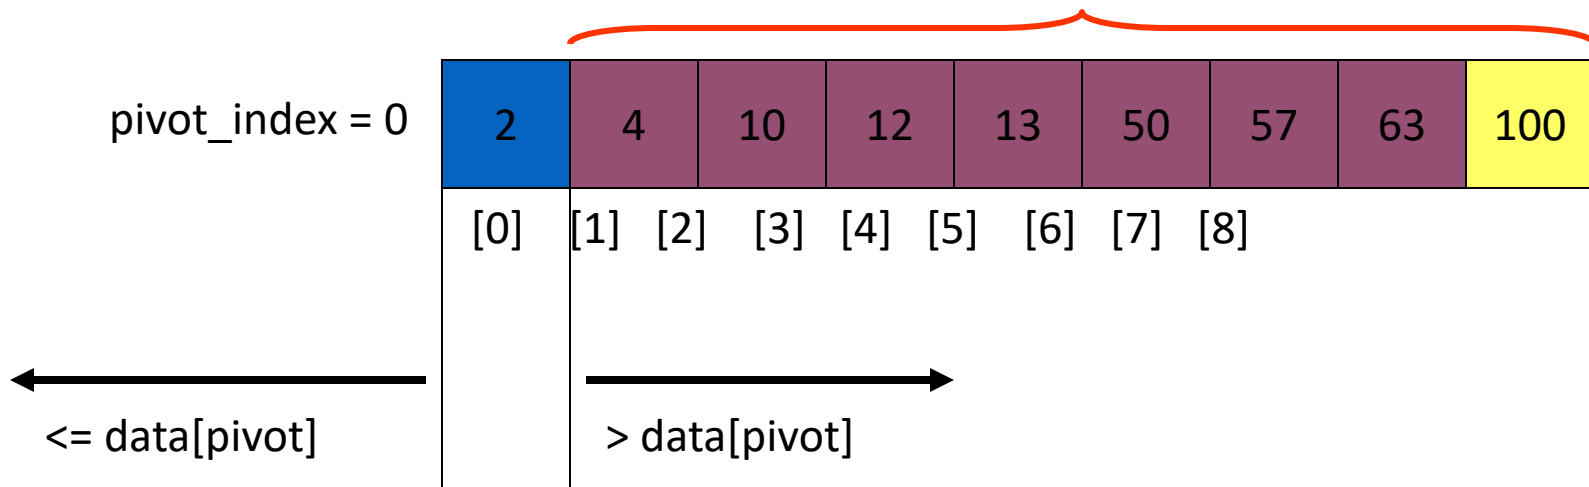 pivot_index = 0 2 4 10 12 13 50 57 63 100
[0] [1] [2] [3] [4] [5] [6] [7] [8]
<= data[pivot] > data[pivot]